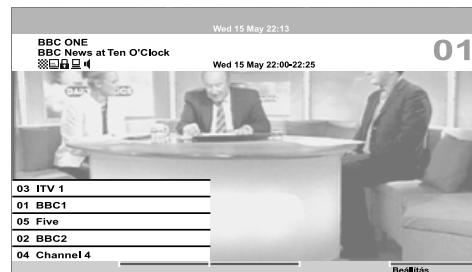 Wed 15 May 22:13
BBC ONE
BBC News at Ten O'Clock
01
Wed 15 May 22:00-22:25
03 ITV 1
01 BBC1
05 Five
02 BBC2
04 Channel 4
Beállítás